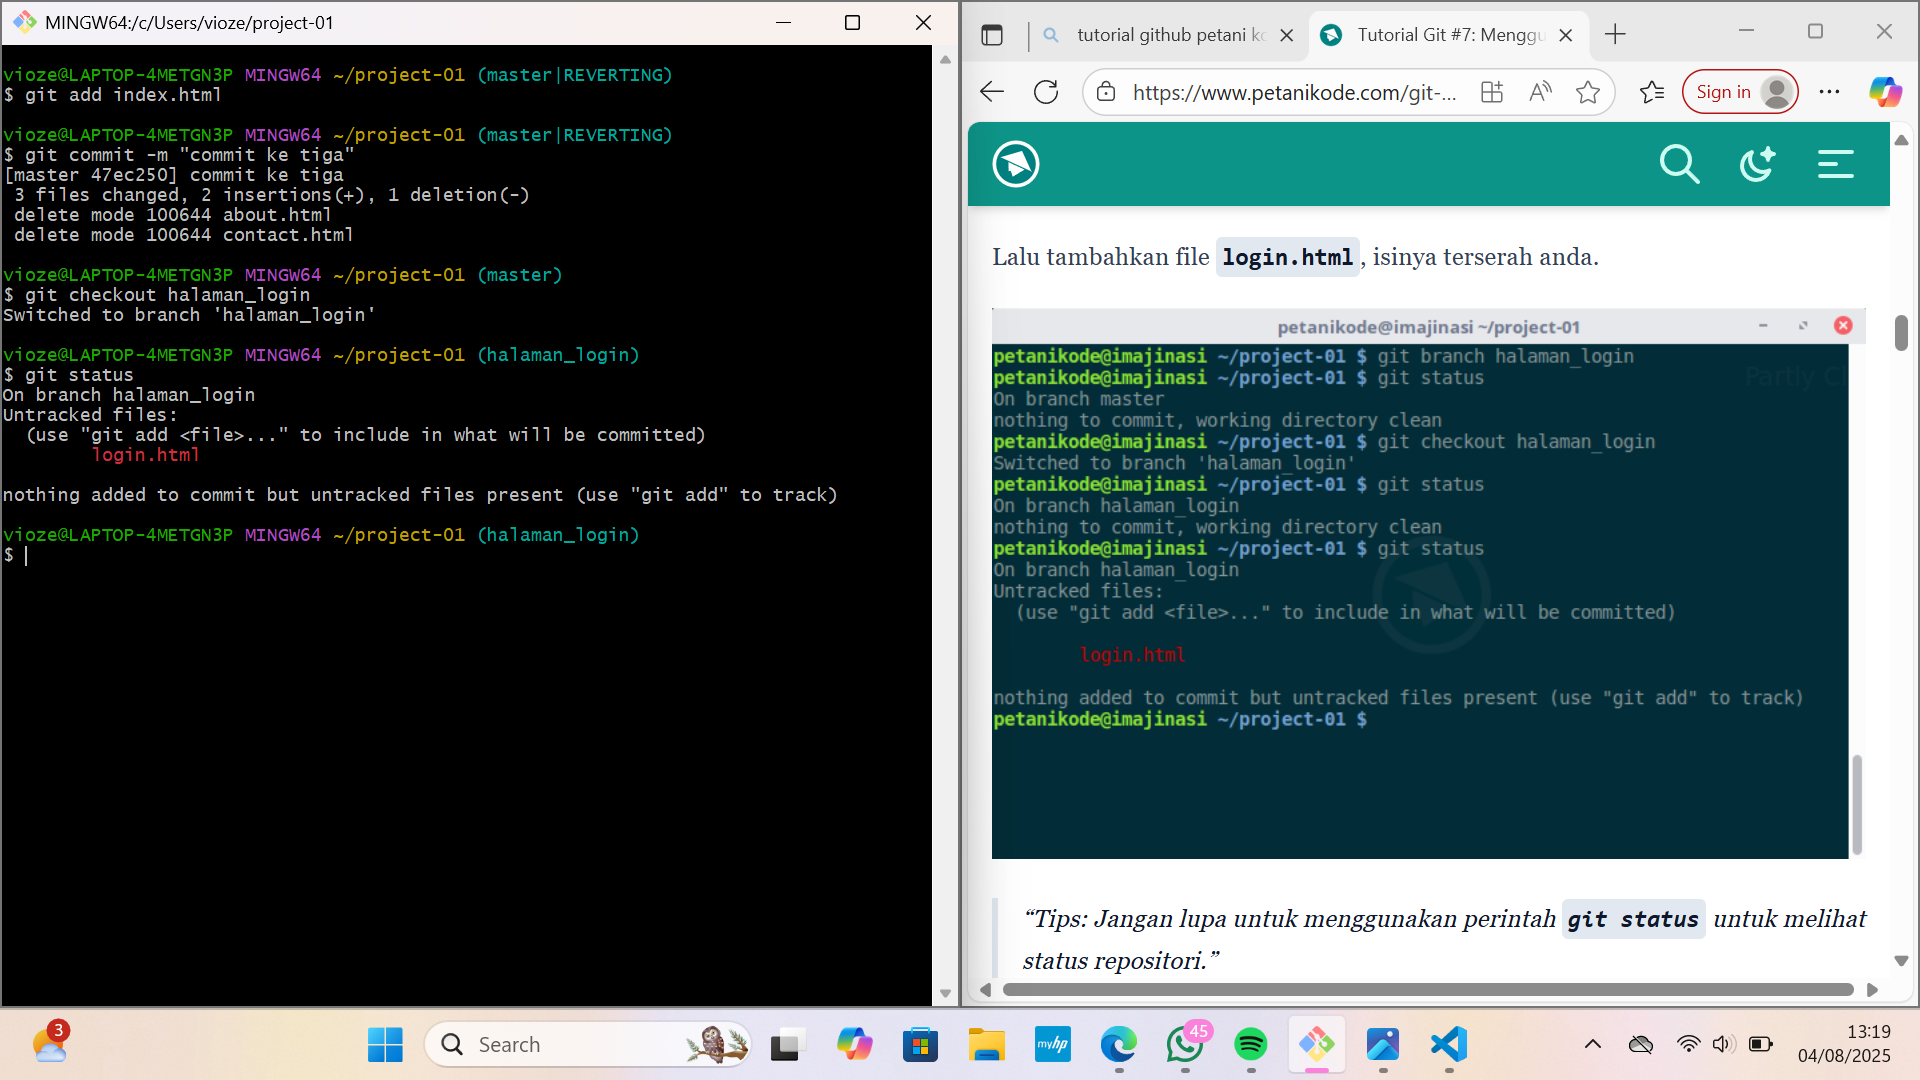 MINGW64:/c/Users/vioze/project-01
vioze@LAPTOP-4METGN3P MINGW64 ~/project-01 (master|REVERTING)
$ git add index.html
vioze@LAPTOP-4METGN3P MINGW64 ~/project-01 (master|REVERTING)
$ git commit -m "commit ke tiga"
[master 47ec250] commit ke tiga
3 files changed, 2 insertions(+), 1 deletion(-)
delete mode 100644 about.html
delete mode 100644 contact.html
vioze@LAPTOP-4METGN3P MINGW64 ~/project-01 (master)
$ git checkout halaman_login
Switched to branch 'halaman_login'
vioze@LAPTOP-4METGN3P MINGW64 ~/project-01 (halaman_login)
$ git status
On branch halaman_login
Untracked files:
(use "git add <file>..." to include in what will be committed)
login.html
nothing added to commit but untracked files present (use "git add" to track)
vioze@LAPTOP-4METGN3P MINGW64 ~/project-01 (halaman_login)
$
tutorial github petani ko
Tutorial Git #7: Menggu
https://www.petanikode.com/git-...
Sign in
Lalu tambahkan file login.html, isinya terserah anda.
petanikode@imajinasi ~/project-01
petanikode@imajinasi ~/project-01 $ git branch halaman_login
petanikode@imajinasi ~/project-01 $ git status
Partly Cl
On branch master
nothing to commit, working directory clean
petanikode@imajinasi ~/project-01 $ git checkout halaman_login
Switched to branch 'halaman_login'
petanikode@imajinasi ~/project-01 $ git status
On branch halaman_login
nothing to commit, working directory clean
petanikode@imajinasi ~/project-01 $ git status
On branch halaman_login
Untracked files:
(use "git add <file>..." to include in what will be committed)
login.html
nothing added to commit but untracked files present (use "git add" to track)
petanikode@imajinasi ~/project-01 $
“Tips: Jangan lupa untuk menggunakan perintah git status untuk melihat
status repositori.”
3
Search
myhp
45
13:19
04/08/2025